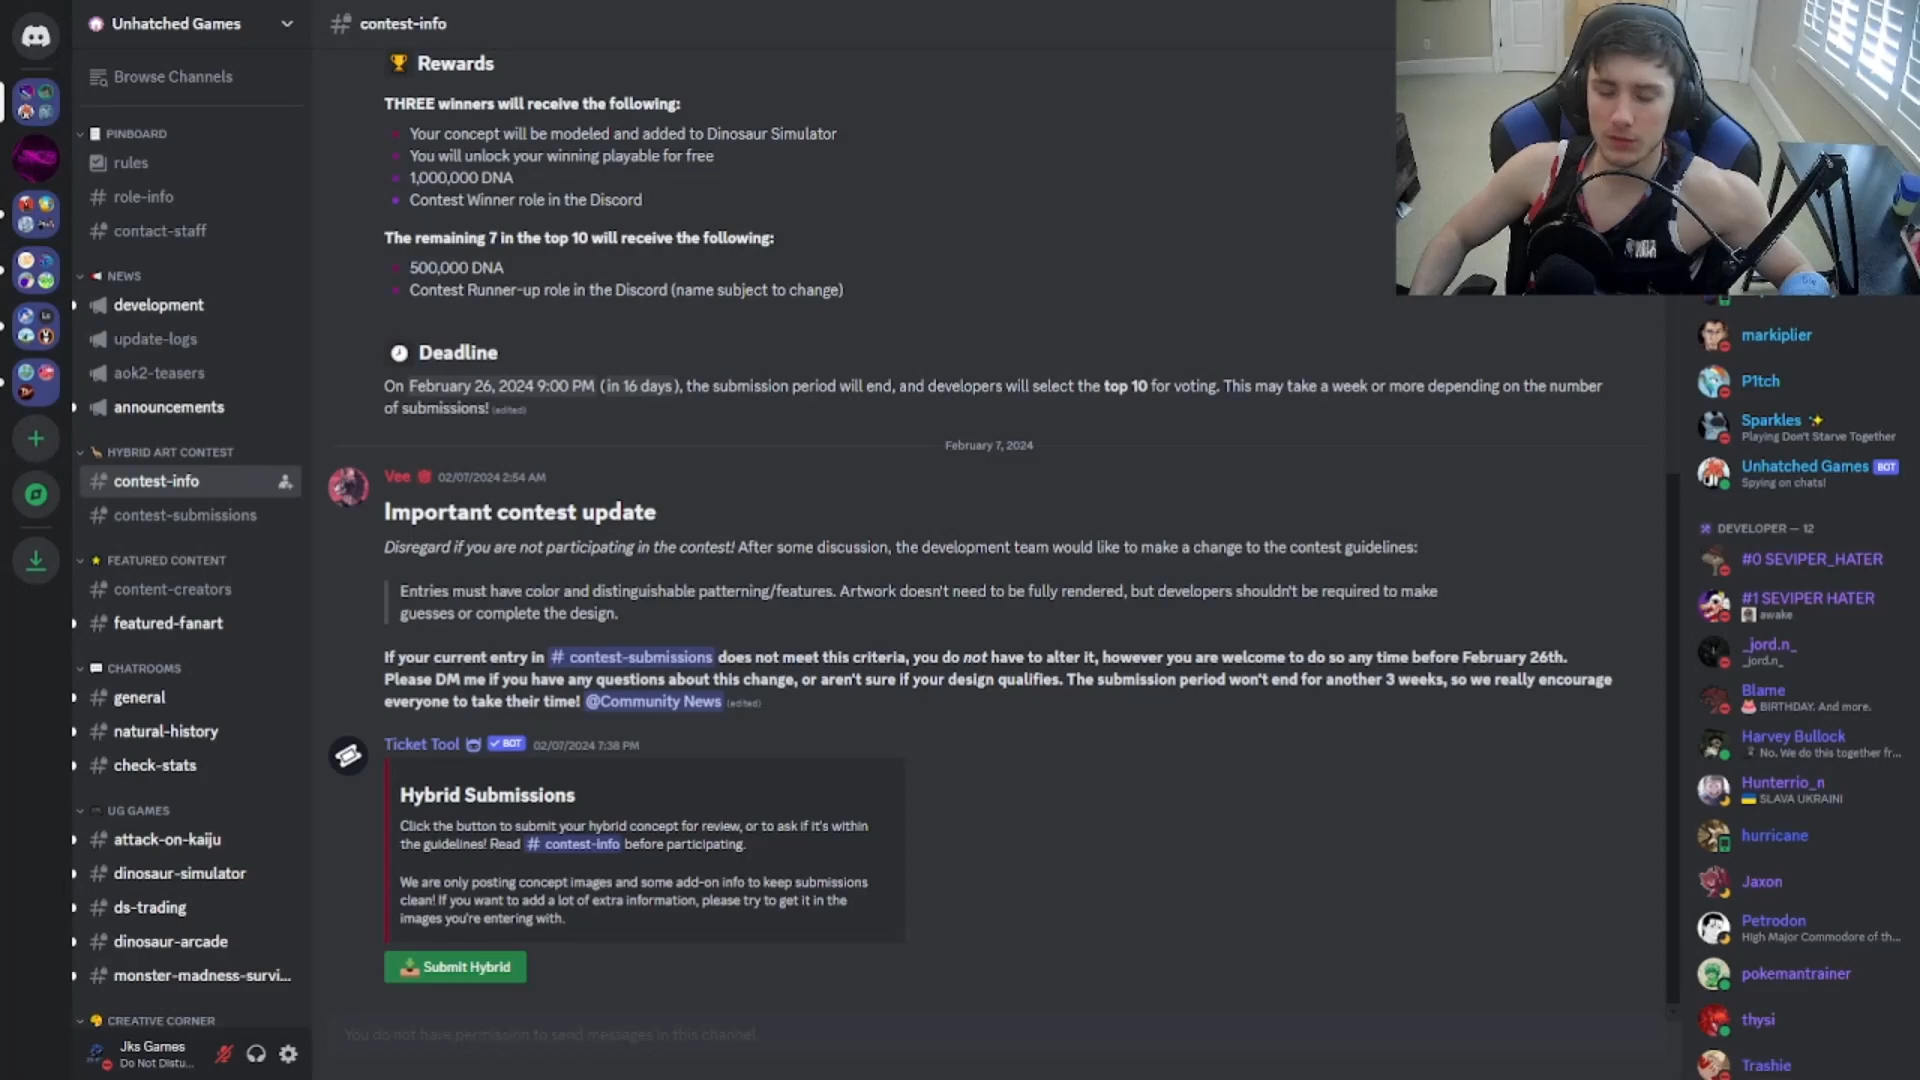 Unhatched Games
Browse Channels
PINBOARD
rules
role-info
contact-staff
NEWS
development
update-logs
aok2-teasers
announcements
HYBRID ART CONTEST
contest-info
contest-submissions
FEATURED CONTENT
content-creators
featured-fanart
CHATROOMS
general
natural-history
check-stats
UG GAMES
attack-on-kaiju
dinosaur-simulator
ds-trading
dinosaur-arcade
monster-madness-survi...
CREATIVE CORNER
Jks Games
Do Not Distu...
contest-info
Rewards
THREE winners will receive the following:
Your concept will be modeled and added to Dinosaur Simulator
You will unlock your winning playable for free
1,000,000 DNA
Contest Winner role in the Discord
The remaining 7 in the top 10 will receive the following:
500,000 DNA
Contest Runner-up role in the Discord (name subject to change)
Deadline
On February 26, 2024 9:00 PM (in 16 days), the submission period will end, and developers will select the top 10 for voting. This may take a week or more depending on the number
of submissions! (edited)
February 7, 2024
Vee 02/07/2024 2:54 AM
Important contest update
Disregard if you are not participating in the contest! After some discussion, the development team would like to make a change to the contest guidelines:
Entries must have color and distinguishable patterning/features. Artwork doesn't need to be fully rendered, but developers shouldn't be required to make
guesses or complete the design.
If your current entry in # contest-submissions does not meet this criteria, you do not have to alter it, however you are welcome to do so any time before February 26th.
Please DM me if you have any questions about this change, or aren't sure if your design qualifies. The submission period won't end for another 3 weeks, so we really encourage
everyone to take their time! @Community News (edited)
Ticket Tool BOT 02/07/2024 7:38 PM
Hybrid Submissions
Click the button to submit your hybrid concept for review, or to ask if it's within
the guidelines! Read # contest-info before participating.
We are only posting concept images and some add-on info to keep submissions
clean! If you want to add a lot of extra information, please try to get it in the
images you're entering with.
Submit Hybrid
You do not have permission to send messages in this channel.
markiplier
P1tch
Sparkles
Playing Don't Starve Together
Unhatched Games BOT
Spying on chats!
DEVELOPER — 12
#0 SEVIPER_HATER
#1 SEVIPER HATER
awake
_jord.n_
_jord.n_
Blame
BIRTHDAY. And more.
Harvey Bullock
No. We do this together fr...
Hunterrio_n
SLAVA UKRAINI
hurricane
Jaxon
Petrodon
High Major Commodore of th...
pokemantrainer
thysi
Trashie